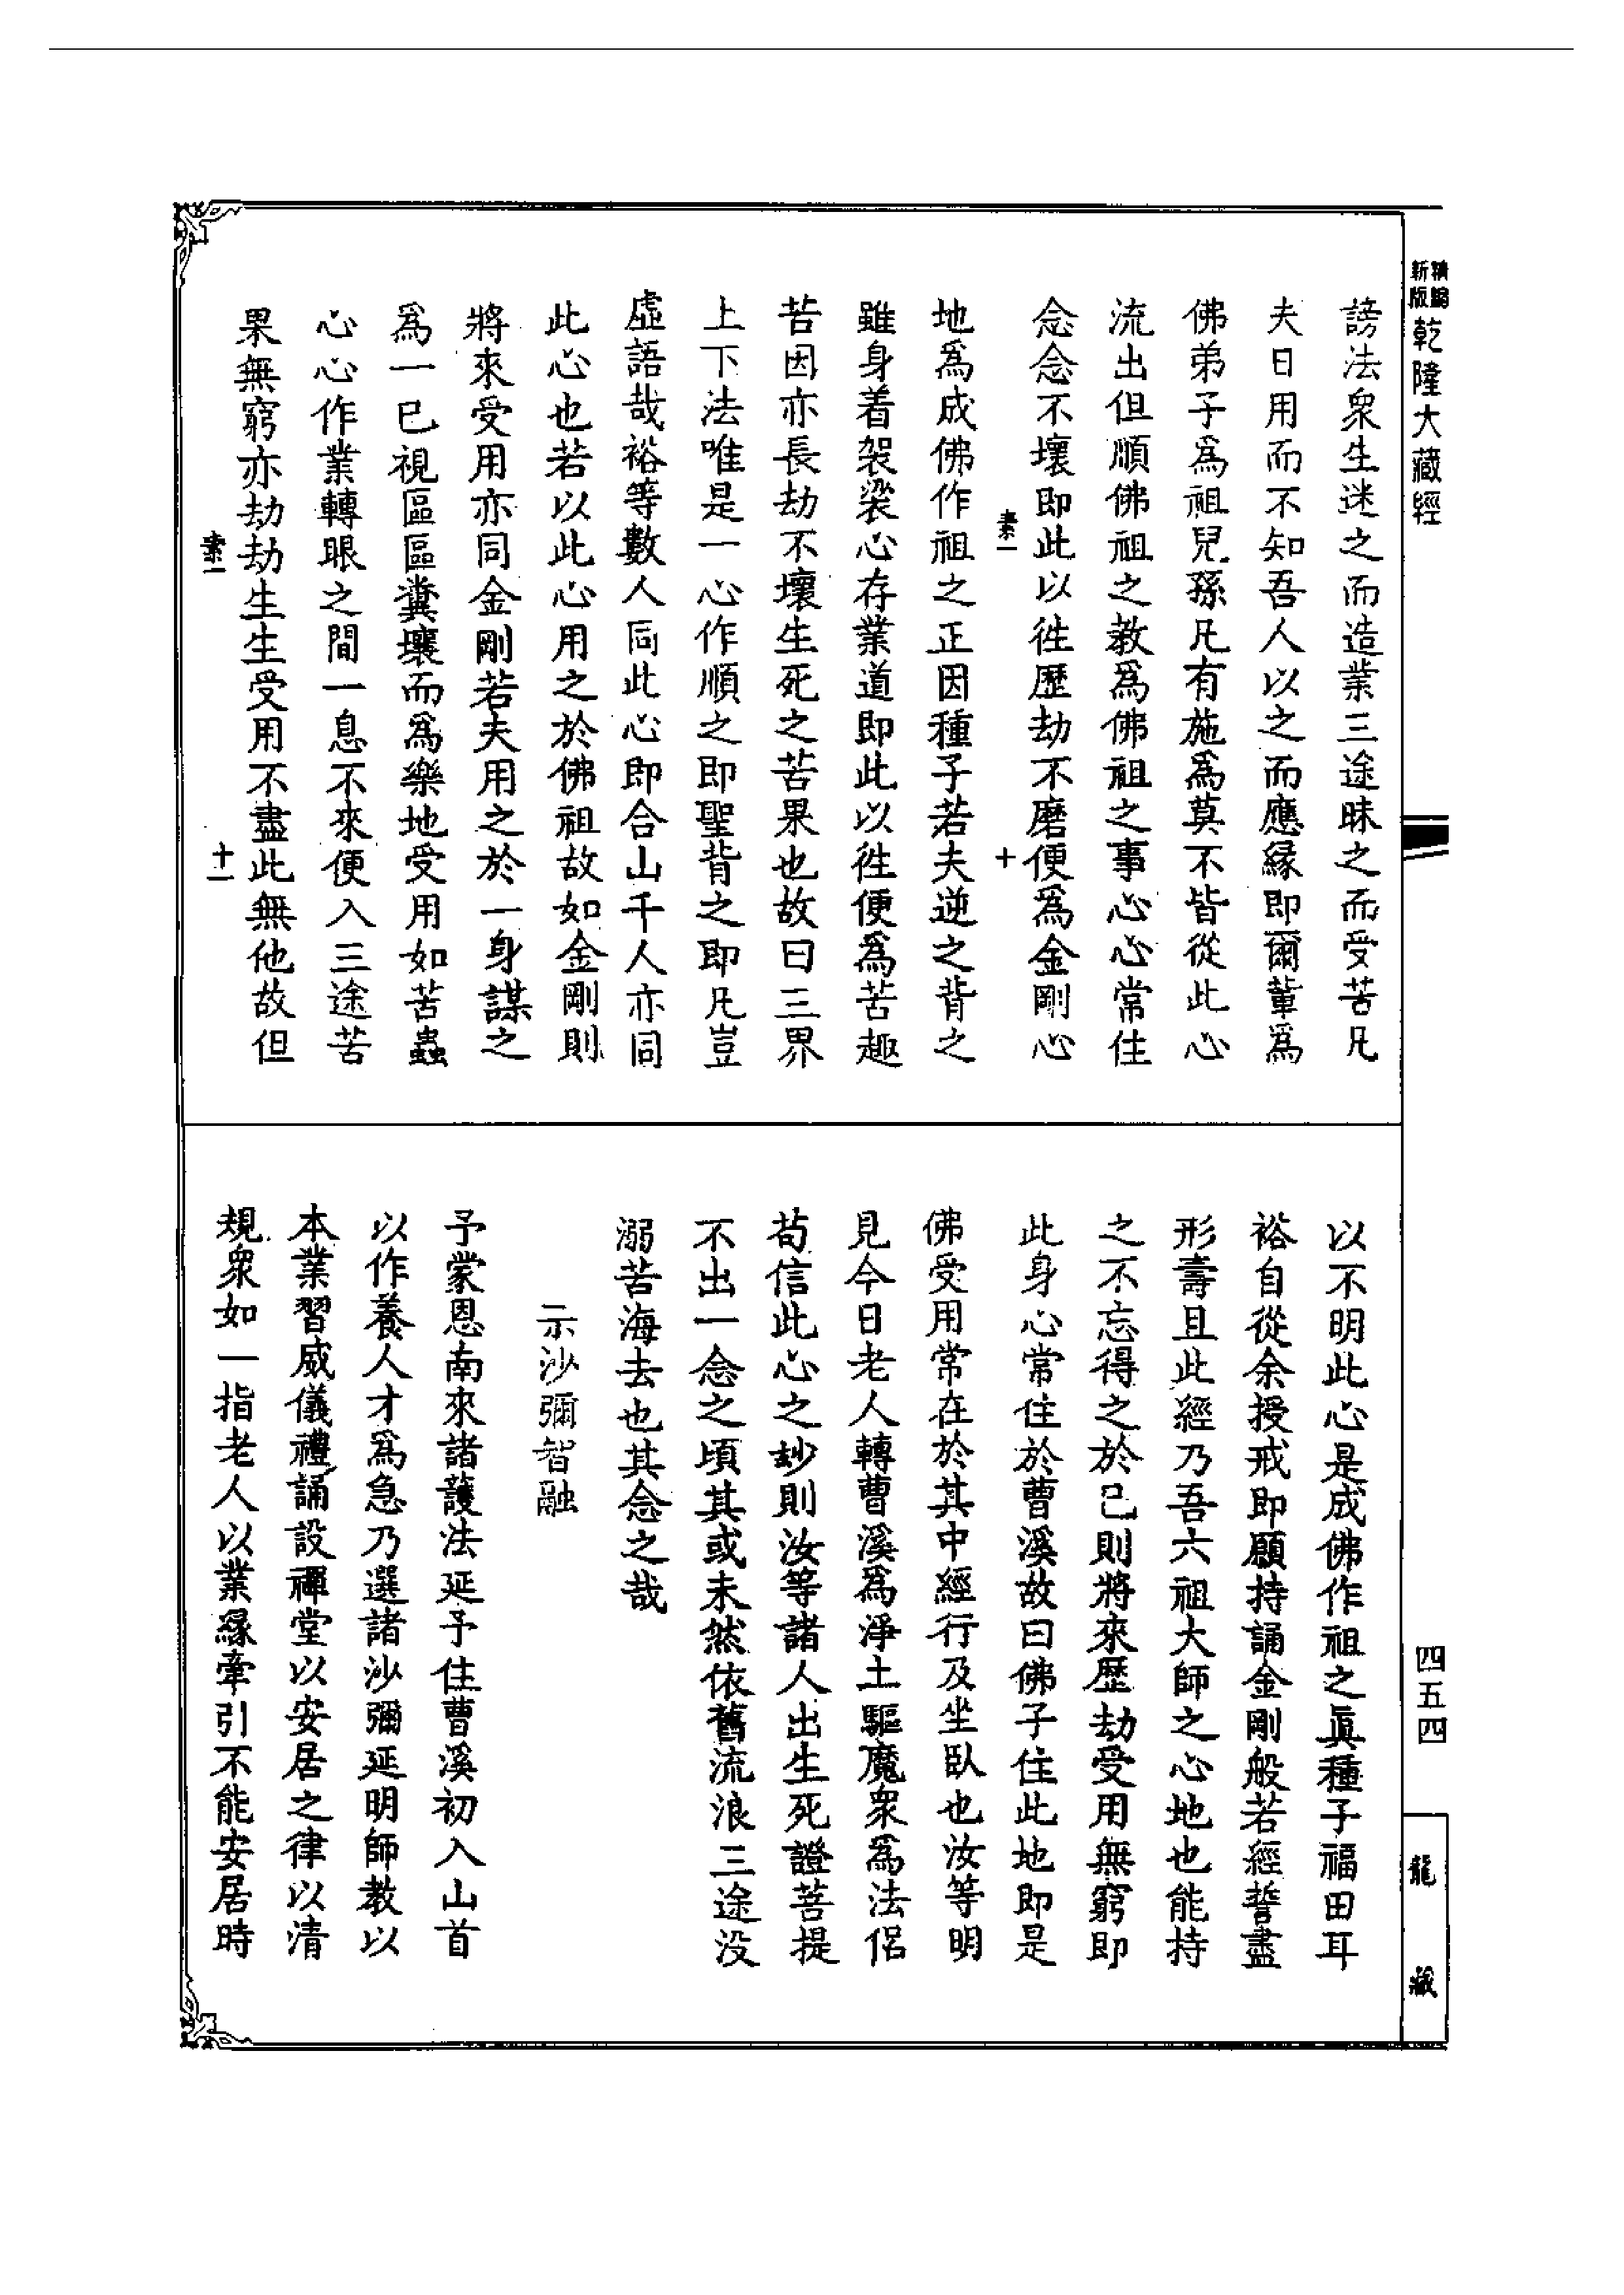 精編
新版
乾隆大藏經
謗法衆生迷之而造業三途昧之而受苦凡
夫日用而不知吾人以之而應緣即爾輩爲
佛弟子爲祖兒孫凡有施爲莫不皆從此心
流出但順佛祖之教爲佛祖之事心心常住
念念不壞即此以徃歷劫不磨便爲金剛心
素一 十
地爲成佛作祖之正因種子若夫逆之背之
雖身着袈裟心存業道即此以徃便爲苦趣
苦因亦長劫不壞生死之苦果也故曰三界
上下法唯是一心作順之即聖背之即凡豈
虛語哉裕等數人同此心即合山千人亦同
此心也若以此心用之於佛祖故如金剛則
將來受用亦同金剛若夫用之於一身謀之
爲一已視區區糞壤而爲樂地受用如苦蟲
心心作業轉眼之間一息不來便入三途苦
果無窮亦劫劫生生受用不盡此無他故但
素一 十一
以不明此心是成佛作祖之眞種子福田耳
裕自從余授戒即願持誦金剛般若經誓盡
形壽且此經乃吾六祖大師之心地也能持
之不忘得之於己則將來歷劫受用無窮即
此身心常住於曹溪故曰佛子住此地即是
佛受用常在於其中經行及坐臥也汝等明
見今日老人轉曹溪爲淨土驅魔衆爲法侶
苟信此心之妙則汝等諸人出生死證菩提
不出一念之頃其或未然依舊流浪三途没
溺苦海去也其念之哉
示沙彌智融
予蒙恩南來諸護法延予住曹溪初入山首
以作養人才爲急乃選諸沙彌延明師教以
本業習威儀禮誦設禪堂以安居之律以清
規衆如一指老人以業緣牽引不能安居時
四五四
龍藏